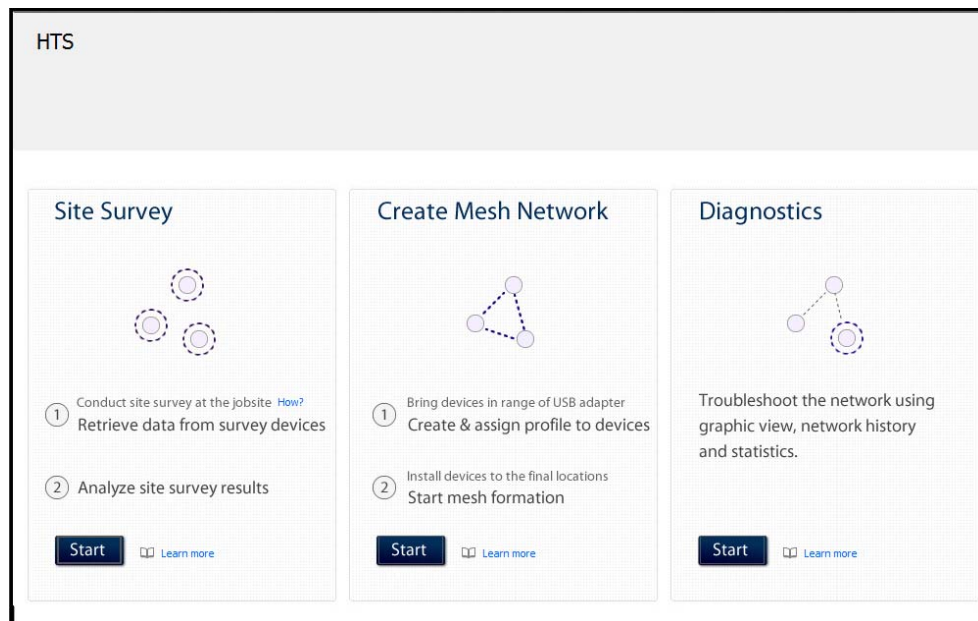 HTS
Site Survey
1
Conduct site survey at the jobsite How?
Retrieve data from survey devices
2
Analyze site survey results
Start
Learn more
Create Mesh Network
1
Bring devices in range of USB adapter
Create & assign profile to devices
2
Install devices to the final locations
Start mesh formation
Start
Learn more
Diagnostics
Troubleshoot the network using
graphic view, network history
and statistics.
Start
Learn more